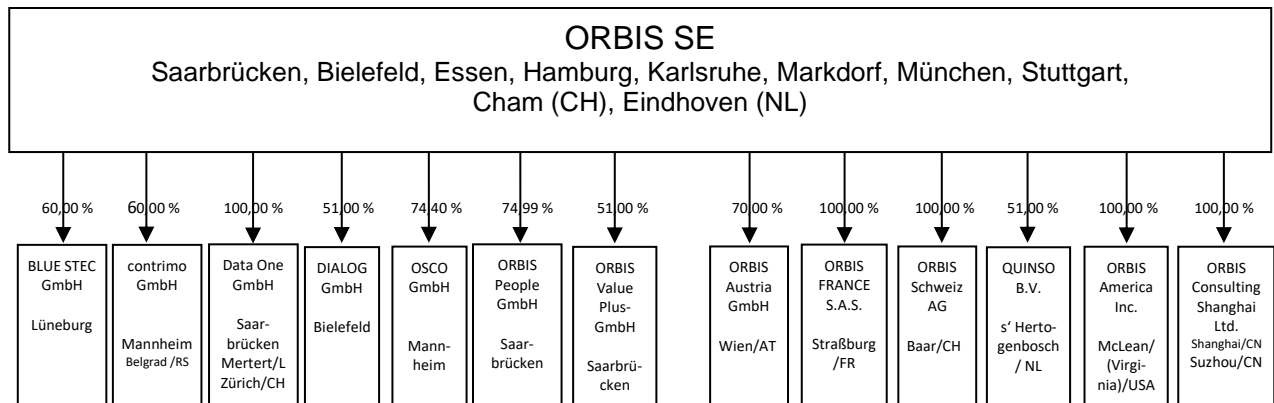 ORBIS SE
Saarbrücken, Bielefeld, Essen, Hamburg, Karlsruhe, Markdorf, München, Stuttgart,
Cham (CH), Eindhoven (NL)
60,00 %
60,00 %
100,00 %
51,00 %
74,40 %
74,99 %
51,00 %
70,00 %
100,00 %
100,00 %
51,00 %
100,00 %
100,00 %
BLUE STEC
GmbH
Lüneburg
contrimo
GmbH
Mannheim
Belgrad /RS
Data One
GmbH
Saar-
brücken
Mertert/L
Zürich/CH
DIALOG
GmbH
Bielefeld
OSCO
GmbH
Mann-
heim
ORBIS
People
GmbH
Saar-
brücken
ORBIS
Value
Plus-
GmbH
Saarbrü-
cken
ORBIS
Austria
GmbH
Wien/AT
ORBIS
FRANCE
S.A.S.
Straßburg
/FR
ORBIS
Schweiz
AG
Baar/CH
QUINSO
B.V.
s‘ Herto-
genbosch
/ NL
ORBIS
America
Inc.
McLean/
(Virgi-
nia)/USA
ORBIS
Consulting
Shanghai
Ltd.
Shanghai/CN
Suzhou/CN